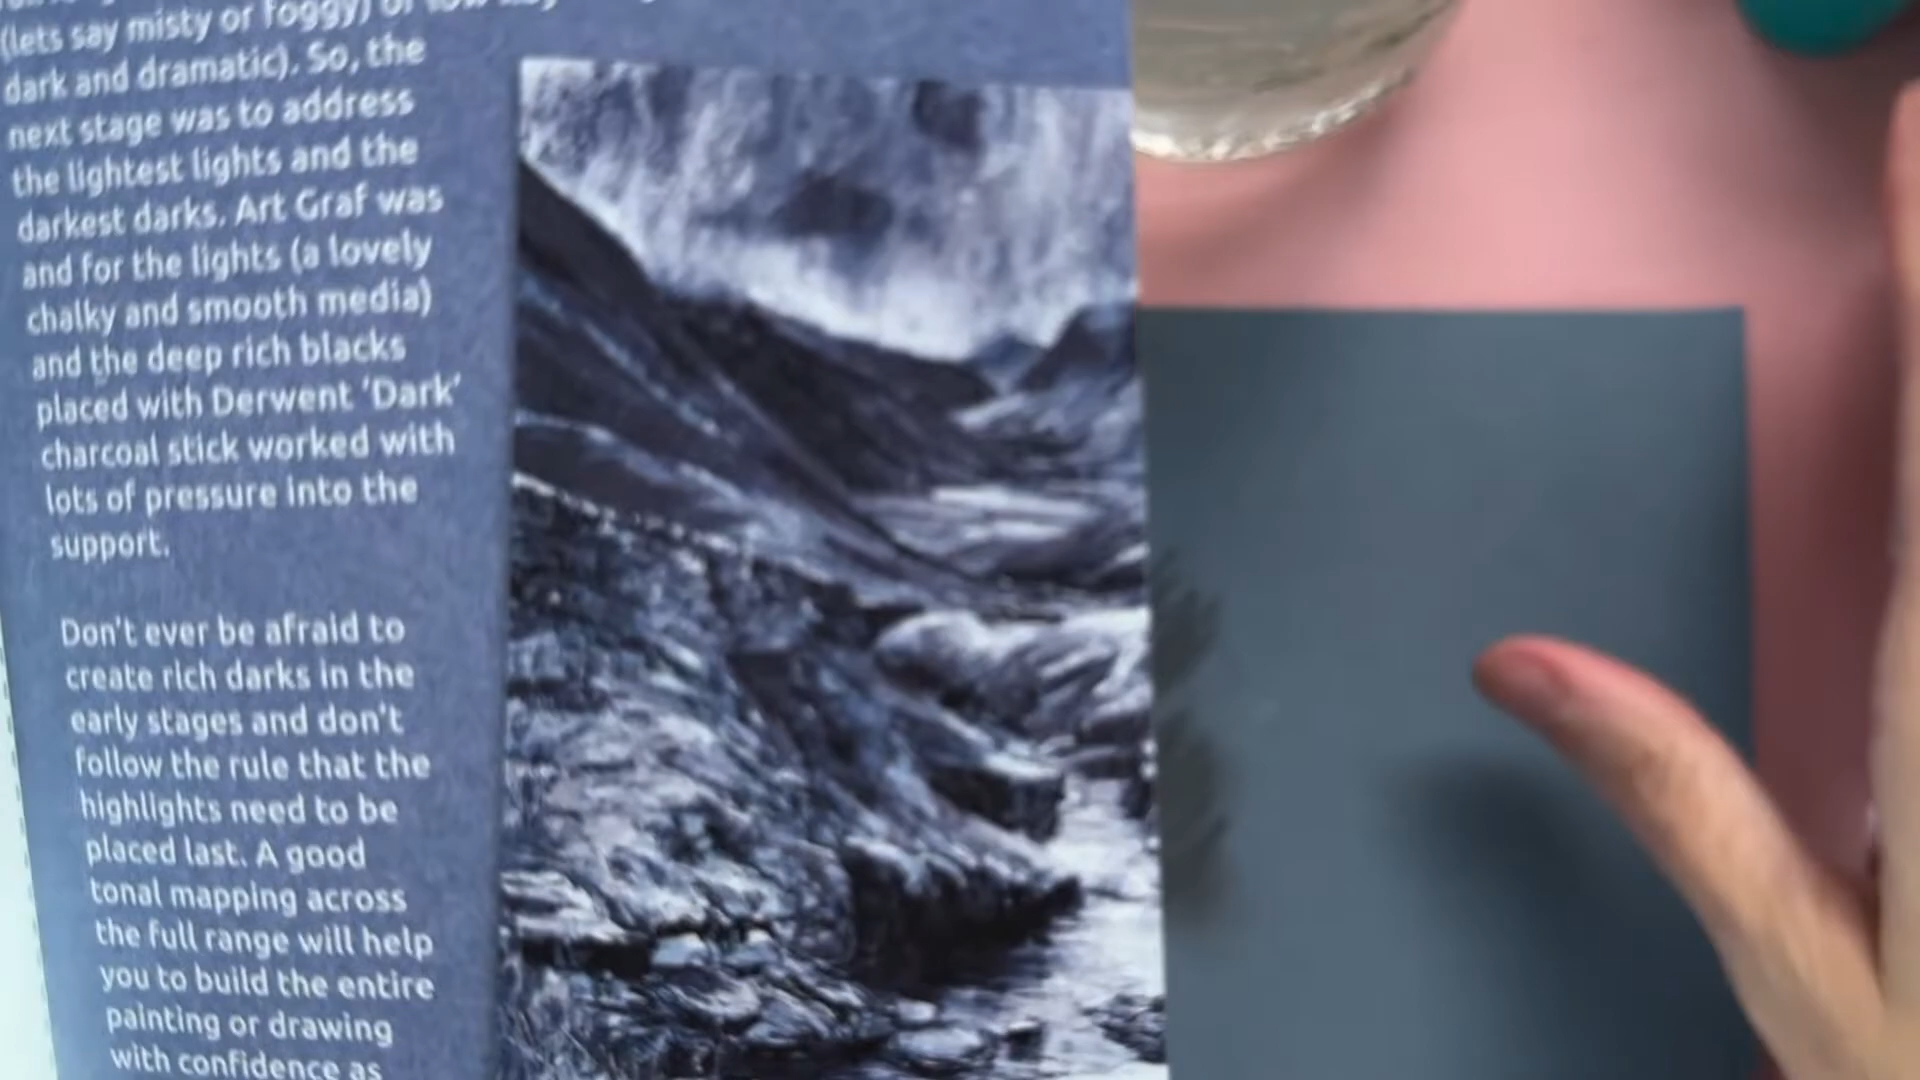 (lets say misty or foggy) or low key
dark and dramatic). So, the
next stage was to address
the lightest lights and the
darkest darks. Art Graf was
and for the lights (a lovely
chalky and smooth media)
and the deep rich blacks
placed with Derwent ‘Dark’
charcoal stick worked with
lots of pressure into the
support.
Don’t ever be afraid to
create rich darks in the
early stages and don’t
follow the rule that the
highlights need to be
placed last. A good
tonal mapping across
the full range will help
you to build the entire
painting or drawing
with confidence as